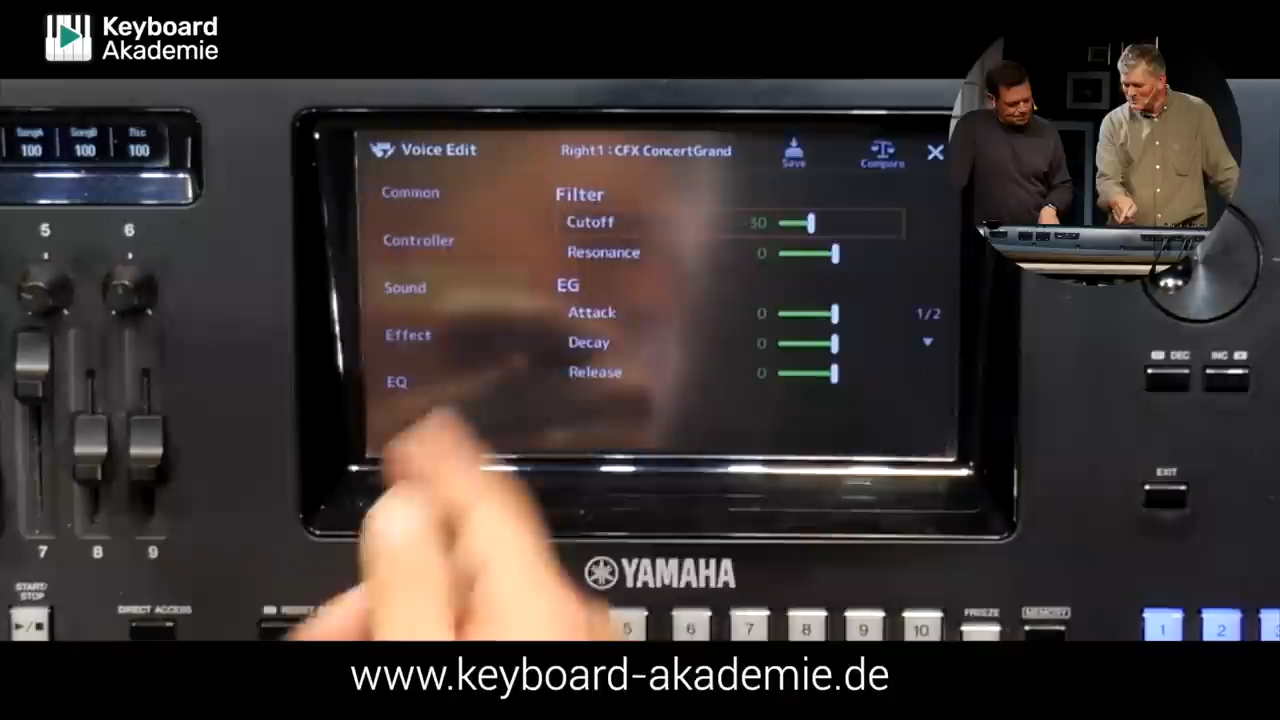 Keyboard
Akademie
SongA SongB Mic
100 100 100
5 6
7 8 9
START/
STOP
DIRECT ACCESS
Voice Edit
Right1 : CFX ConcertGrand
Save
Compare
Common
Controller
Sound
Effect
EQ
Filter
Cutoff -30
Resonance 0
EG
Attack 0
Decay 0
Release 0
1/2
DEC INC
EXIT
YAMAHA
5 6 7 8 9 10
FREEZE
MEMORY
1 2
www.keyboard-akademie.de